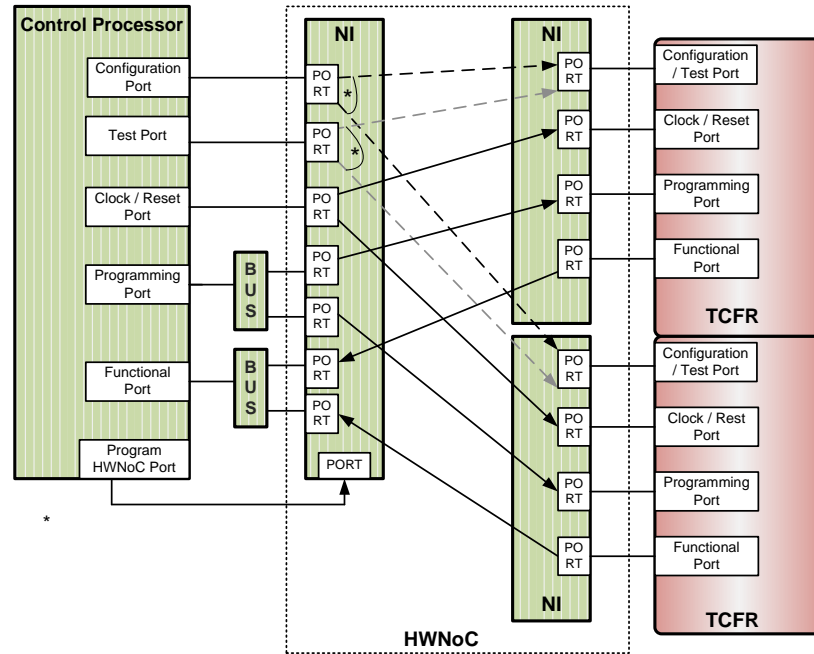 Control Processor
Configuration
Port
Test Port
Clock / Reset
Port
Programming
Port
Functional
Port
Program
HWNoC Port
*
B
U
S
B
U
S
NI
PO
RT
*
PO
RT
*
PO
RT
PO
RT
PO
RT
PO
RT
PO
RT
PORT
NI
PO
RT
PO
RT
PO
RT
PO
RT
PO
RT
PO
RT
PO
RT
PO
RT
NI
HWNoC
Configuration
/ Test Port
Clock / Reset
Port
Programming
Port
Functional
Port
TCFR
Configuration
/ Test Port
Clock / Rest
Port
Programming
Port
Functional
Port
TCFR